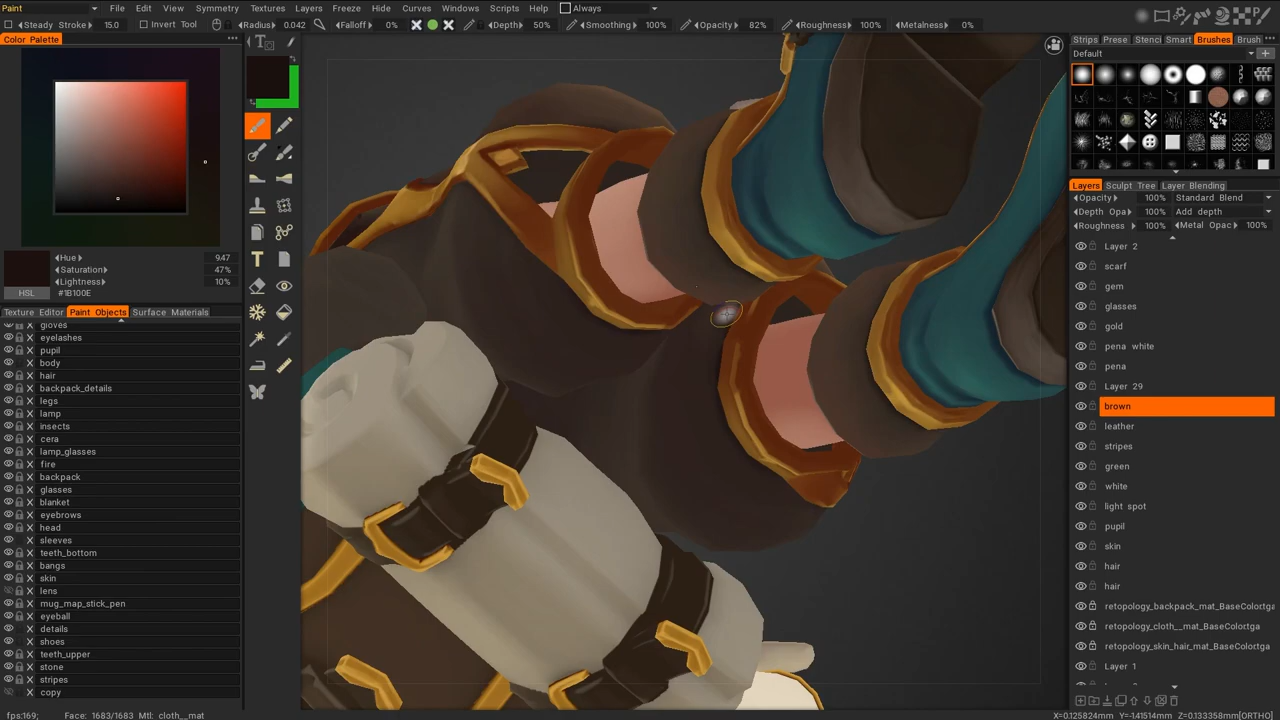 Paint File Edit View Symmetry Textures Layers Freeze Hide Curves Windows Scripts Help Always
Steady Stroke 15.0 Invert Tool Radius 0.042 Falloff 0% Depth 50% Smoothing 100% Opacity 82% Roughness 100% Metalness 0%
Color Palette
Hue 9.47
Saturation 47%
Lightness 10%
HSL #1B100E
Texture Editor Paint Objects Surface Materials
gloves
eyelashes
pupil
body
hair
backpack_details
legs
lamp
insects
cera
lamp_glasses
fire
backpack
glasses
blanket
eyebrows
head
sleeves
teeth_bottom
bangs
skin
lens
mug_map_stick_pen
eyeball
details
shoes
teeth_upper
stone
stripes
copy
Strips Prese Stenci Smart Brushes Brush
Default
Layers Sculpt Tree Layer Blending
Opacity 100% Standard Blend
Depth Opa 100% Add depth
Roughness 100% Metal Opac 100%
Layer 2
scarf
gem
glasses
gold
pena white
pena
Layer 29
brown
leather
stripes
green
white
light spot
pupil
skin
hair
hair
retopology_backpack_mat_BaseColortga
retopology_cloth__mat_BaseColortga
retopology_skin_hair_mat_BaseColortga
Layer 1
fps:169; Face: 1683/1683 Mtl: cloth__mat
X=0.125824mm Y=-1.41514mm Z=0.133358mm[ORTHO]